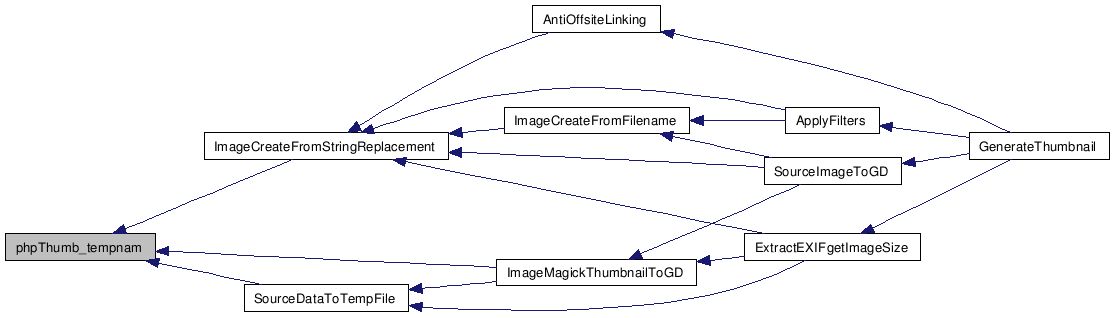 AntiOffsiteLinking
ImageCreateFromFilename
ApplyFilters
ImageCreateFromStringReplacement
GenerateThumbnail
SourceImageToGD
phpThumb_tempnam
ExtractEXIFgetImageSize
ImageMagickThumbnailToGD
SourceDataToTempFile